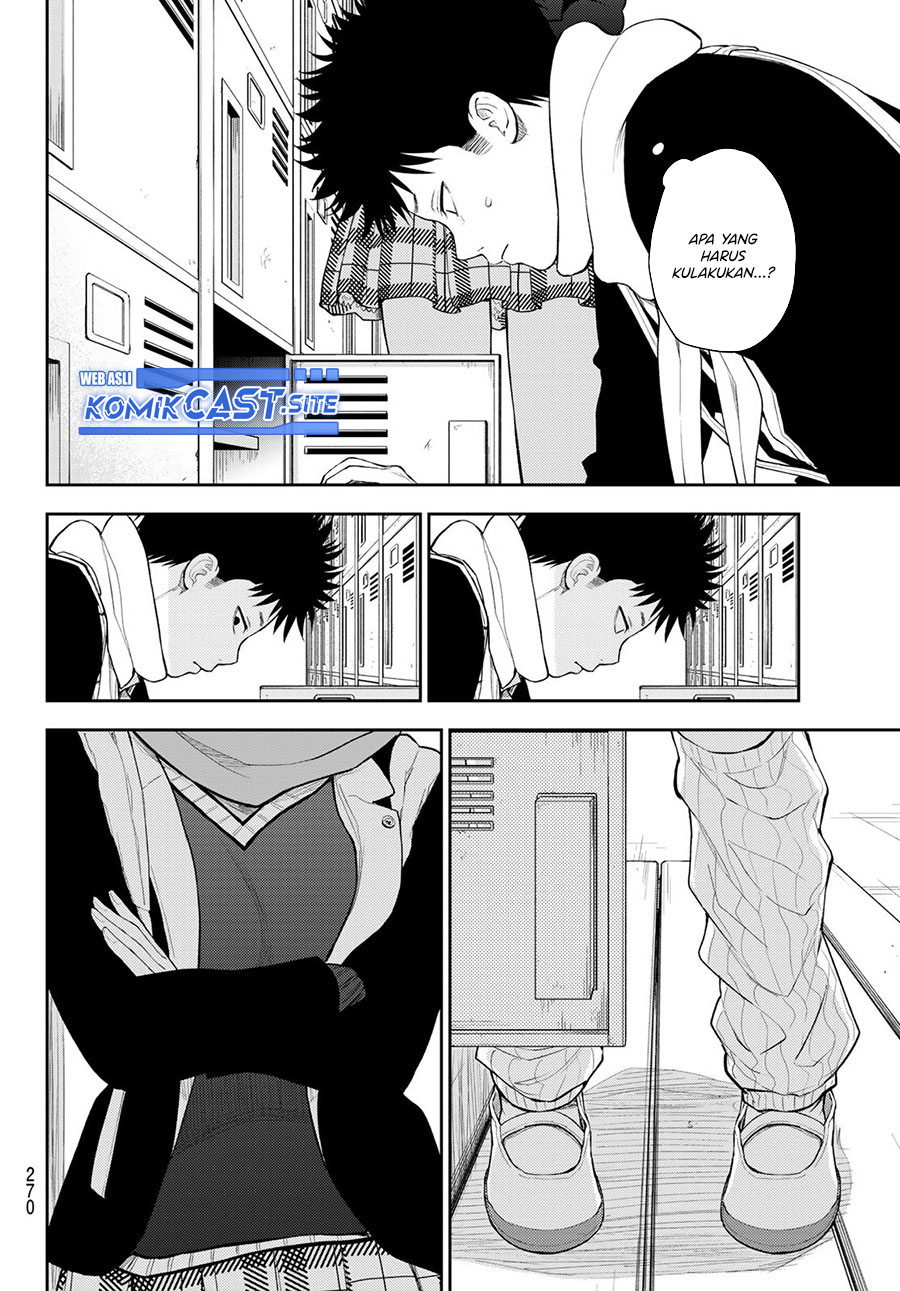 APA YANG
HARUS
KULAKUKAN...?
WEB ASLI
KOMIKCAST.SITE
270